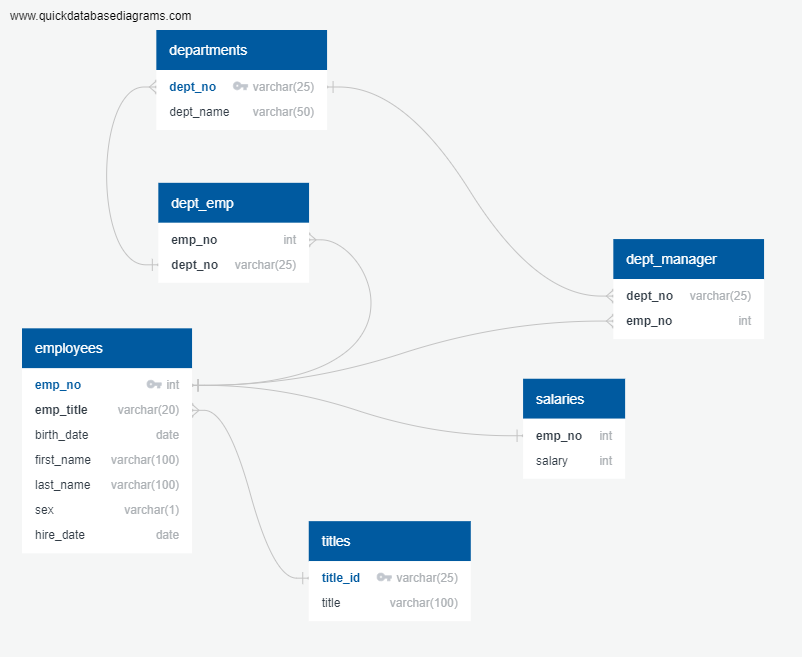 www.quickdatabasediagrams.com
departments
dept_no varchar(25)
dept_name varchar(50)
dept_emp
emp_no int
dept_no varchar(25)
dept_manager
dept_no varchar(25)
emp_no int
employees
emp_no int
emp_title varchar(20)
birth_date date
first_name varchar(100)
last_name varchar(100)
sex varchar(1)
hire_date date
salaries
emp_no int
salary int
titles
title_id varchar(25)
title varchar(100)